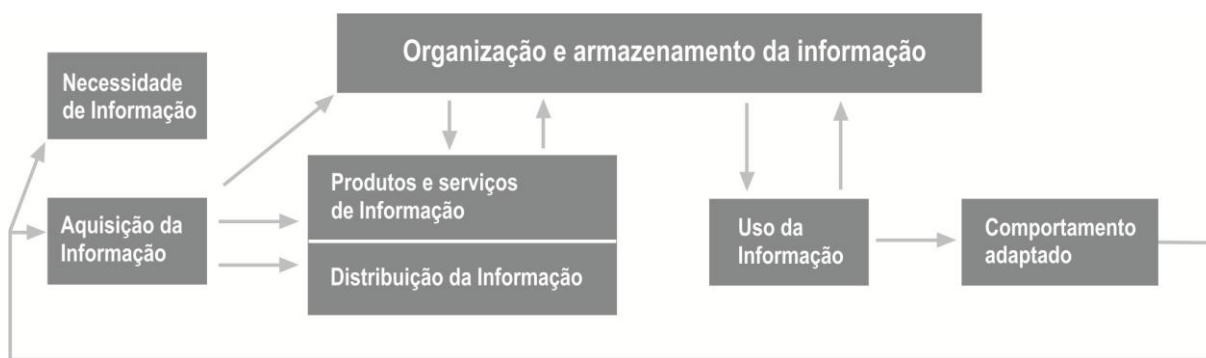 Organização e armazenamento da informação
Necessidade
de Informação
Produtos e serviços
de Informação
Aquisição da
Informação
Distribuição da Informação
Uso da
Informação
Comportamento
adaptado